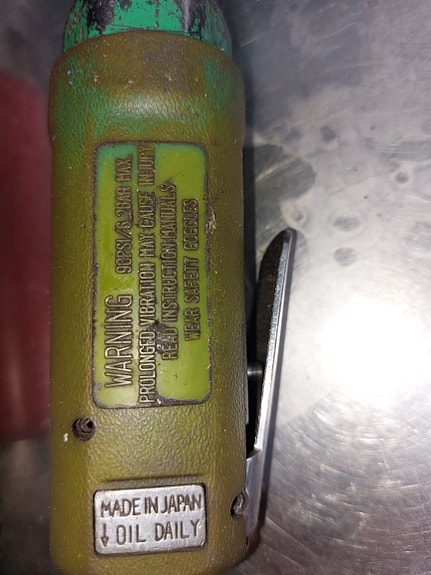 WARNING 90PSI/6.2BAR MAX.
PROLONGED VIBRATION MAY CAUSE INJURY
READ INSTRUCTION MANUALS
WEAR SAFETY GOGGLES
MADE IN JAPAN
↓ OIL DAILY